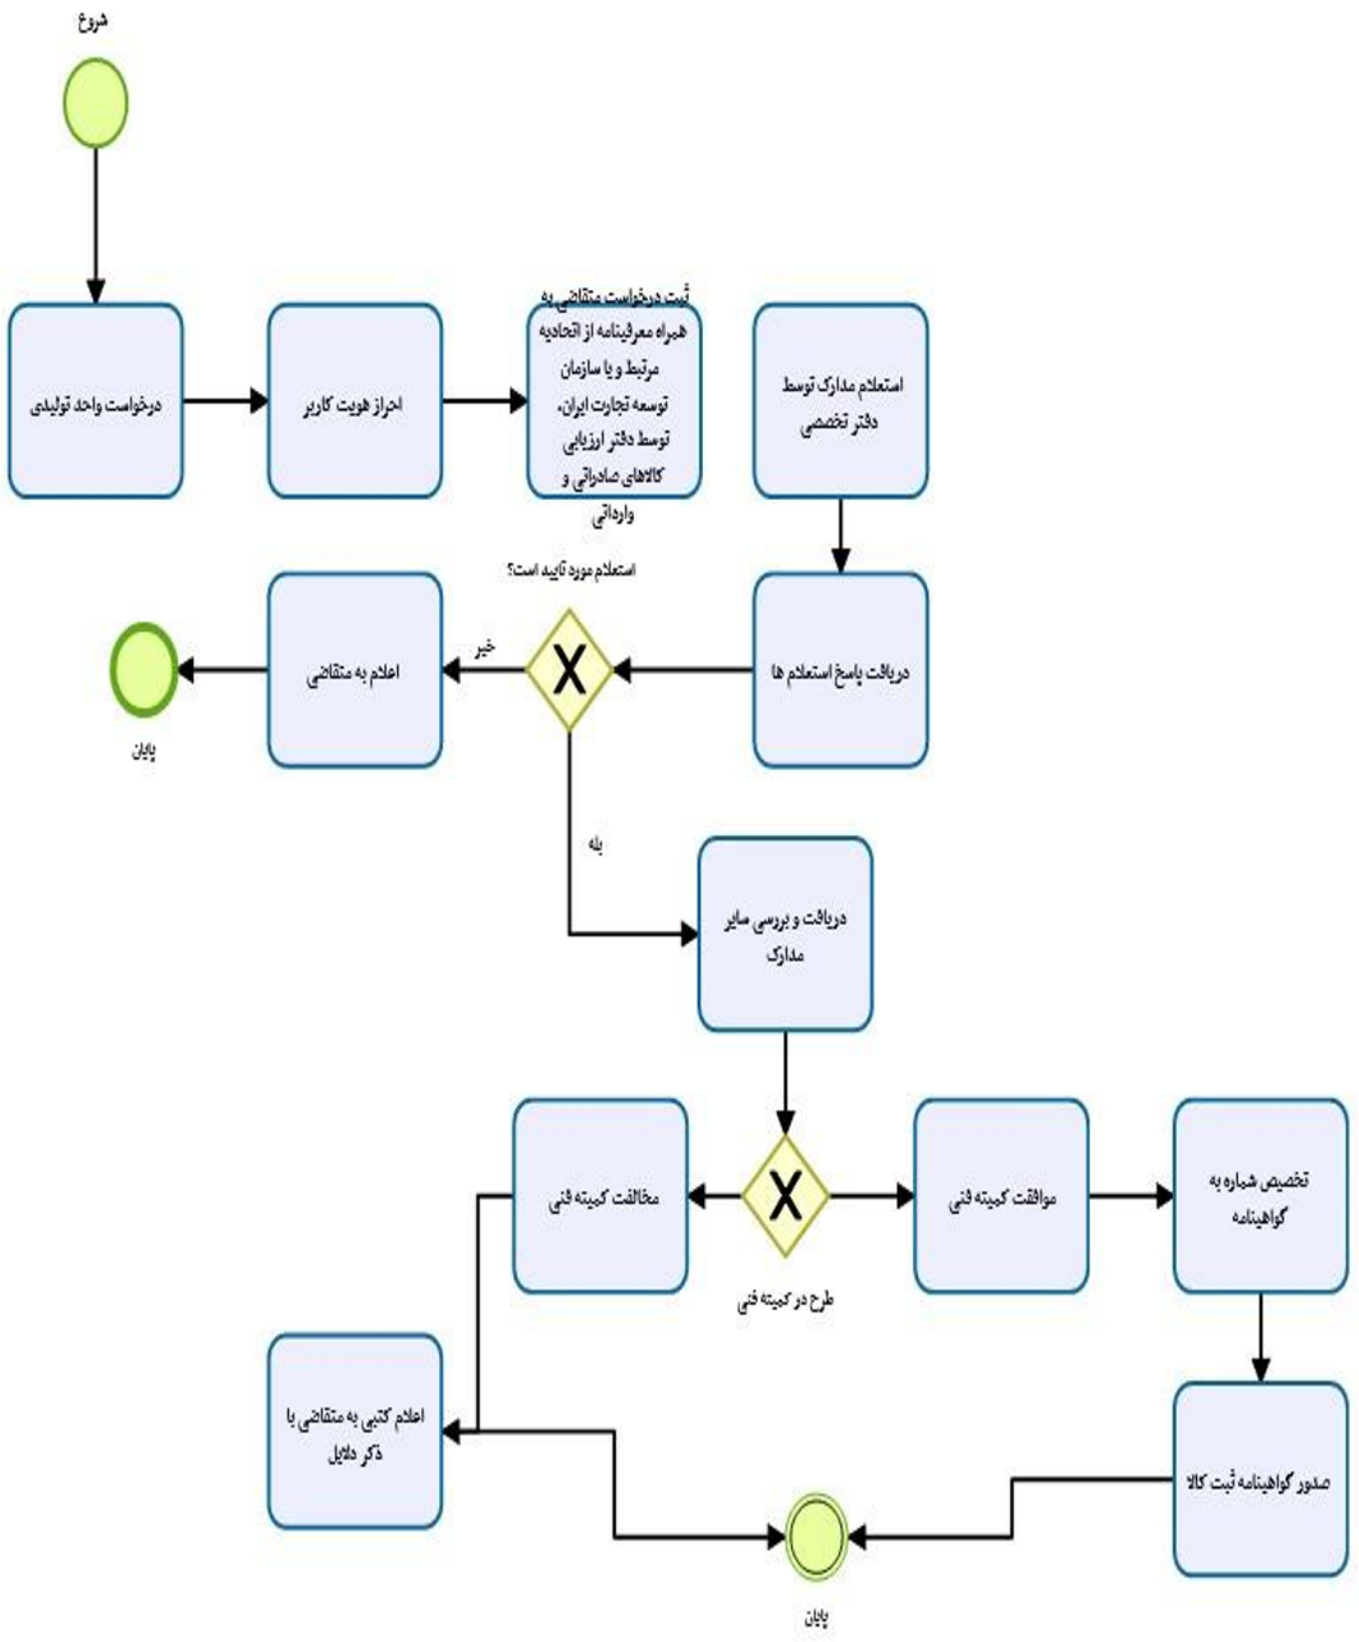 شروع
درخواست واحد تولیدی
احراز هویت کاربر
ثبت درخواست متقاضی به
همراه معرفینامه از اتحادیه
مرتبط و یا سازمان
توسعه تجارت ایران،
توسط دفتر ارزیابی
کالاهای صادراتی و
وارداتی
استعلام مدارک توسط
دفتر تخصصی
دریافت پاسخ استعلام ها
استعلام مورد تایید است؟
خیر
اعلام به متقاضی
پایان
بله
دریافت و بررسی سایر
مدارک
طرح در کمیته فنی
مخالفت کمیته فنی
موافقت کمیته فنی
تخصیص شماره به
گواهینامه
اعلام کتبی به متقاضی با
ذکر دلایل
صدور گواهینامه ثبت کالا
پایان